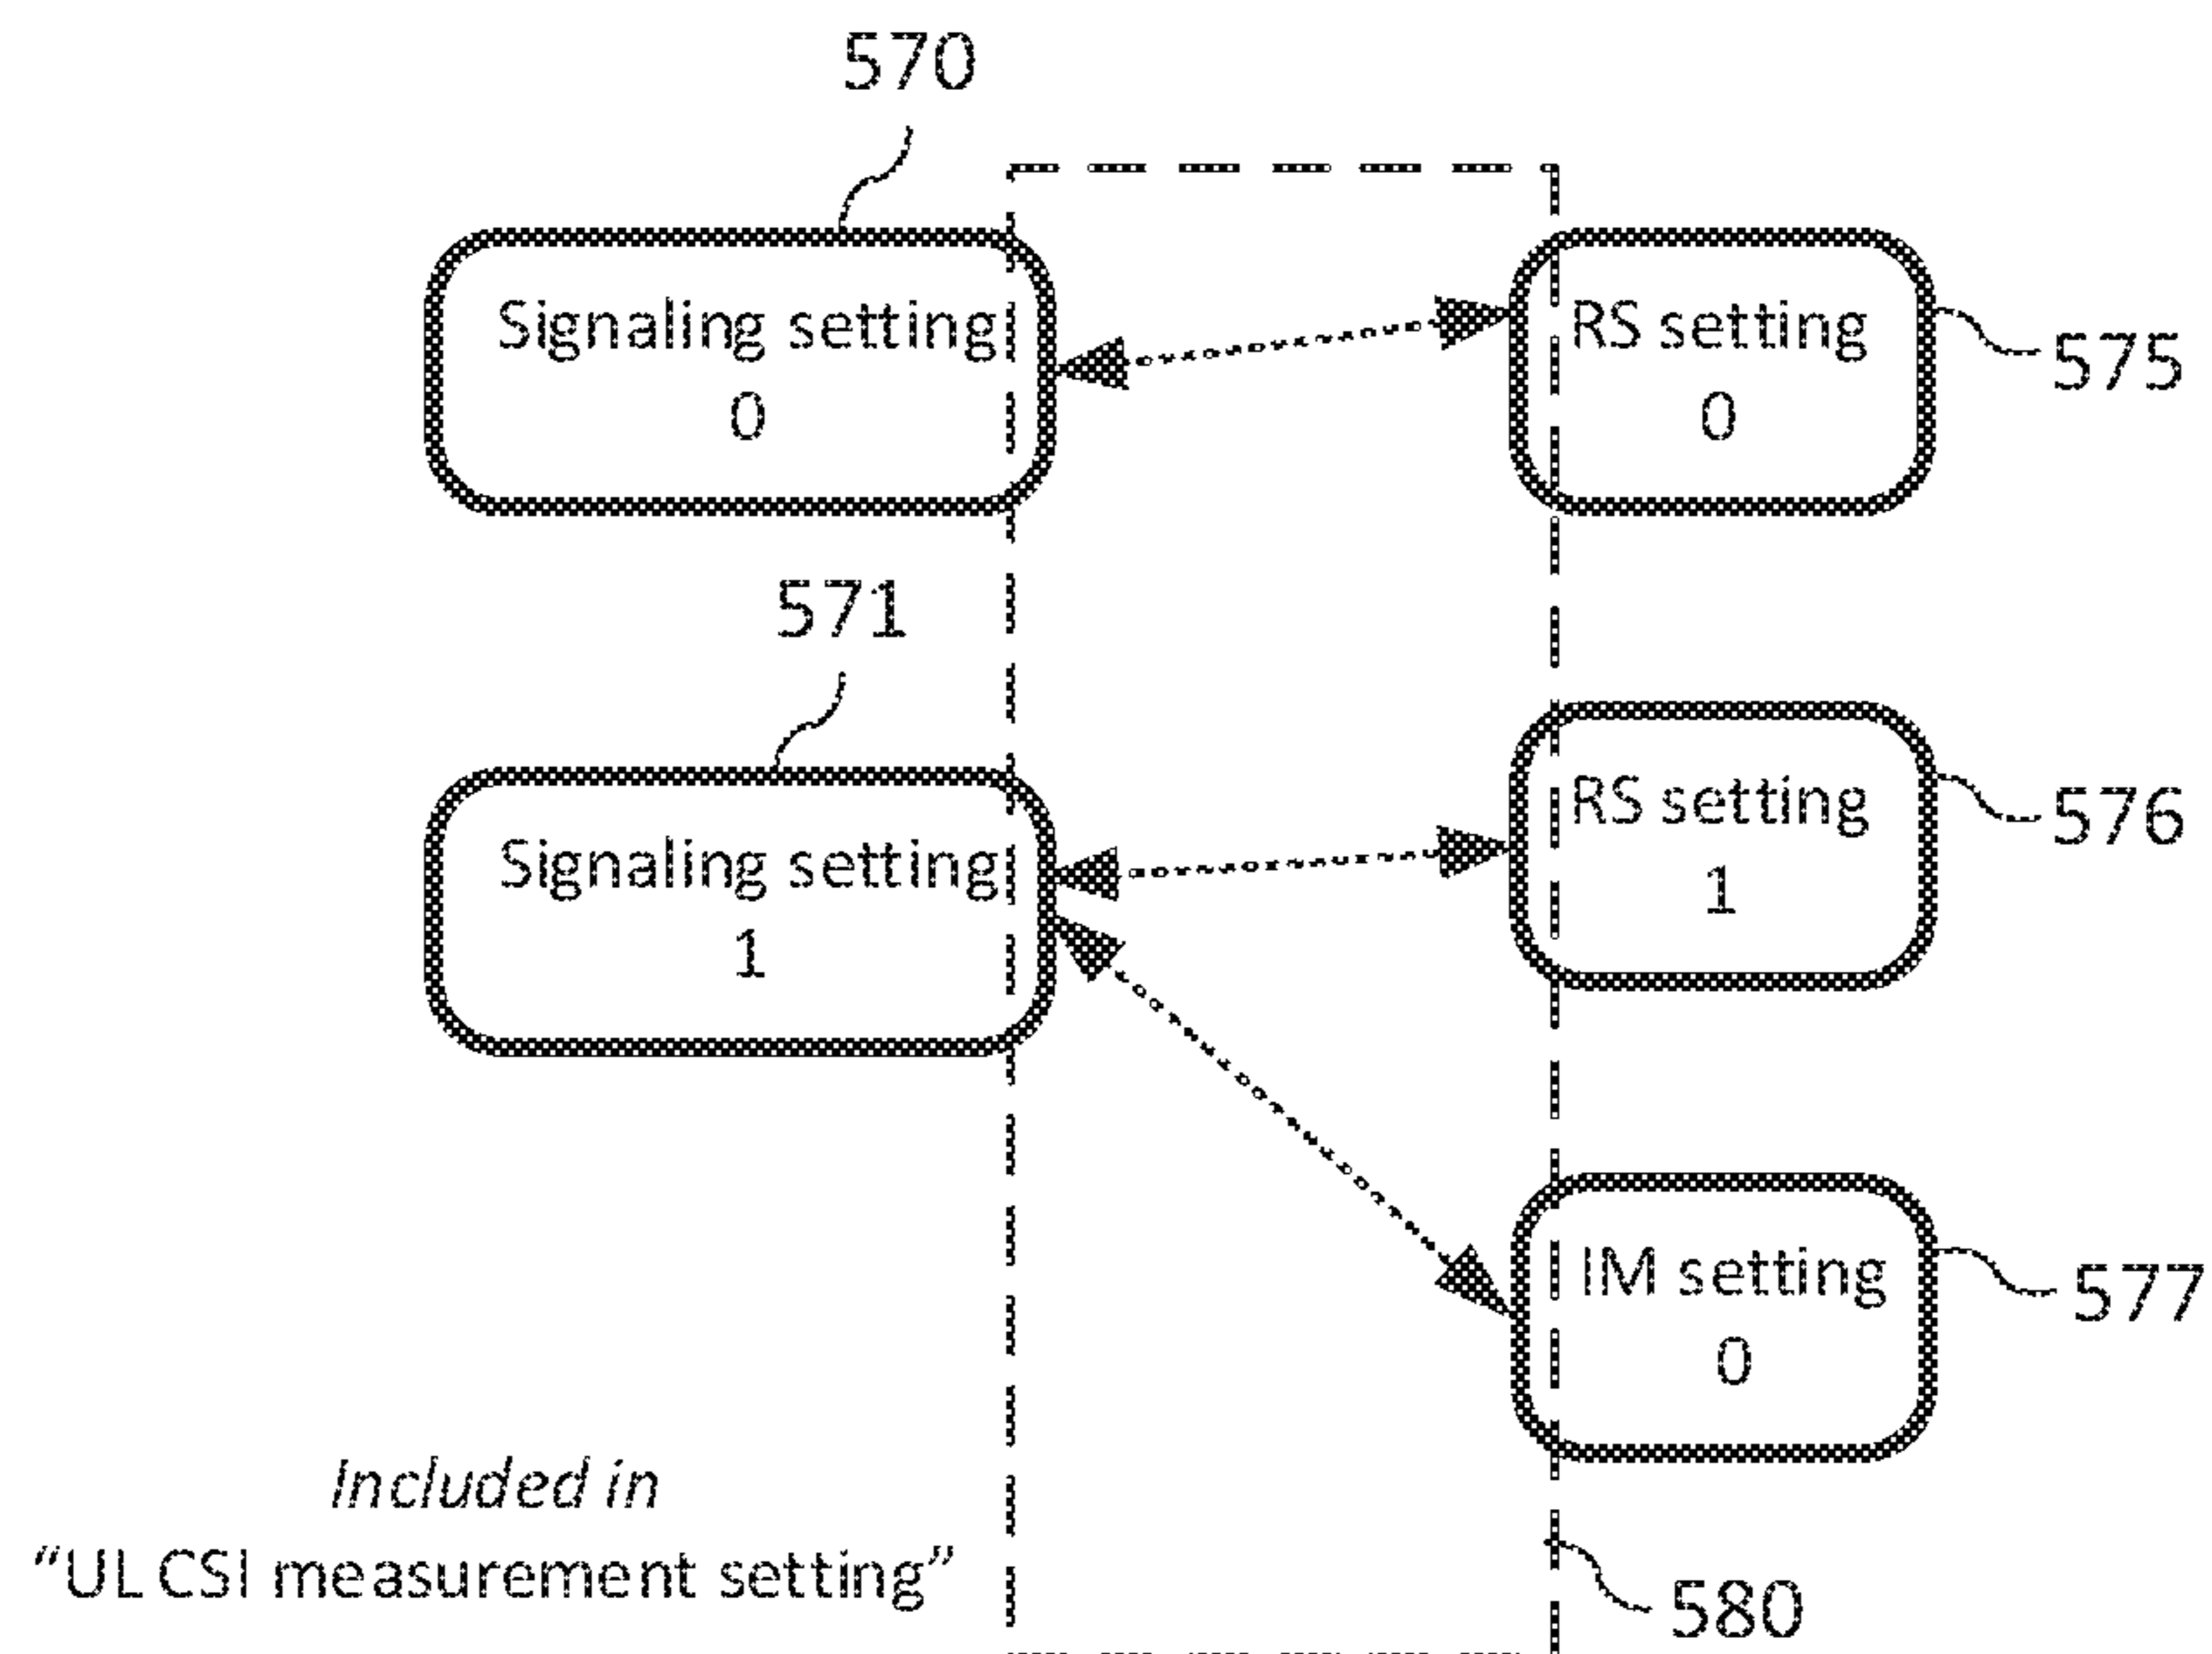 570
Signaling setting
0
RS setting
0
575
571
Signaling setting
1
RS setting
1
576
IM setting
0
577
Included in
“UL CSI measurement setting”
580